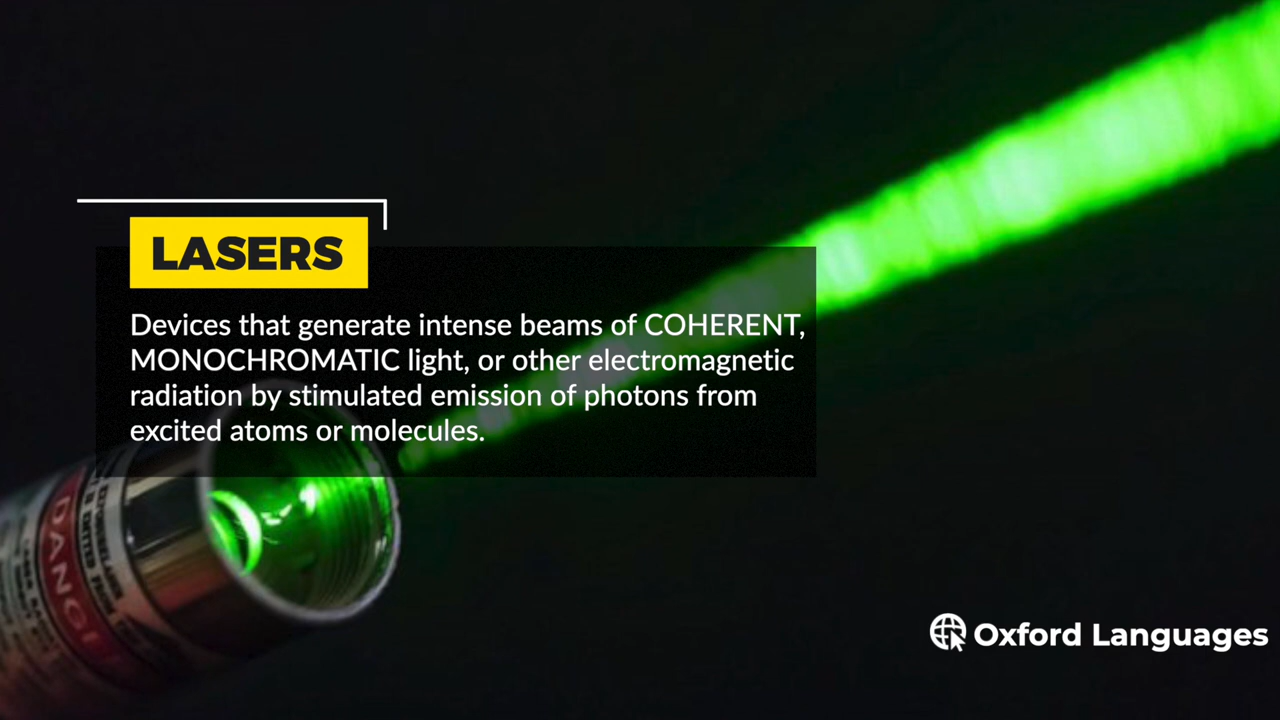 LASERS
Devices that generate intense beams of COHERENT,
MONOCHROMATIC light, or other electromagnetic
radiation by stimulated emission of photons from
excited atoms or molecules.
DANGE
Oxford Languages